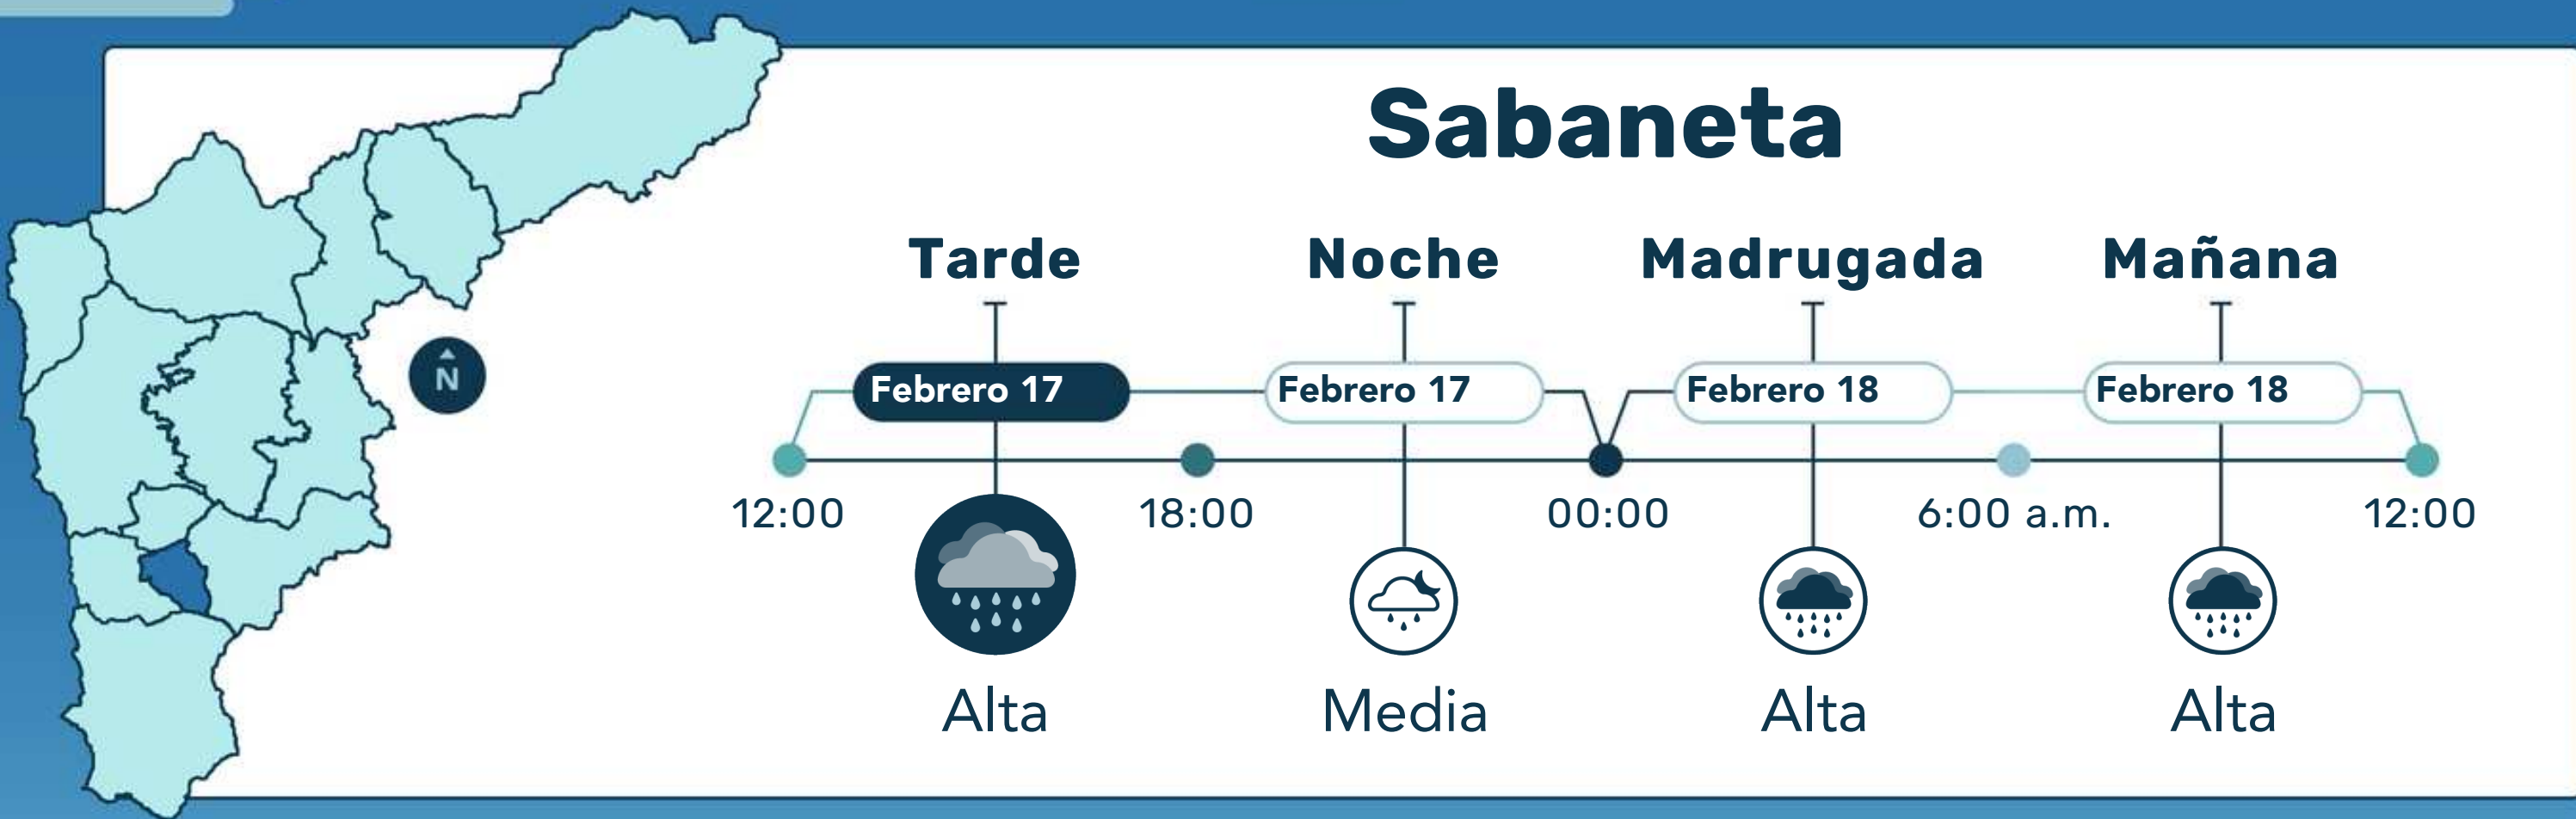 Sabaneta
Tarde Noche Madrugada Mañana
Febrero 17 Febrero 17 Febrero 18 Febrero 18
N
12:00 18:00 00:00 6:00 a.m. 12:00
Alta Media Alta Alta